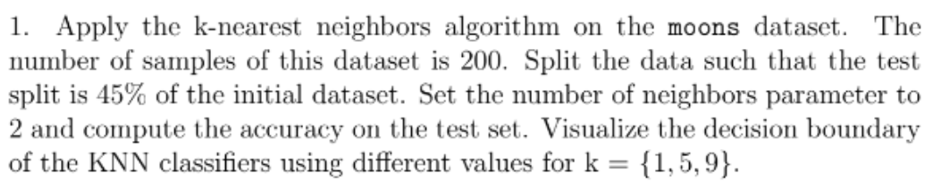 1. Apply the k-nearest neighbors algorithm on the moons dataset. The
number of samples of this dataset is 200. Split the data such that the test
split is 45% of the initial dataset. Set the number of neighbors parameter to
2 and compute the accuracy on the test set. Visualize the decision boundary
of the KNN classifiers using different values for k = {1, 5, 9}.